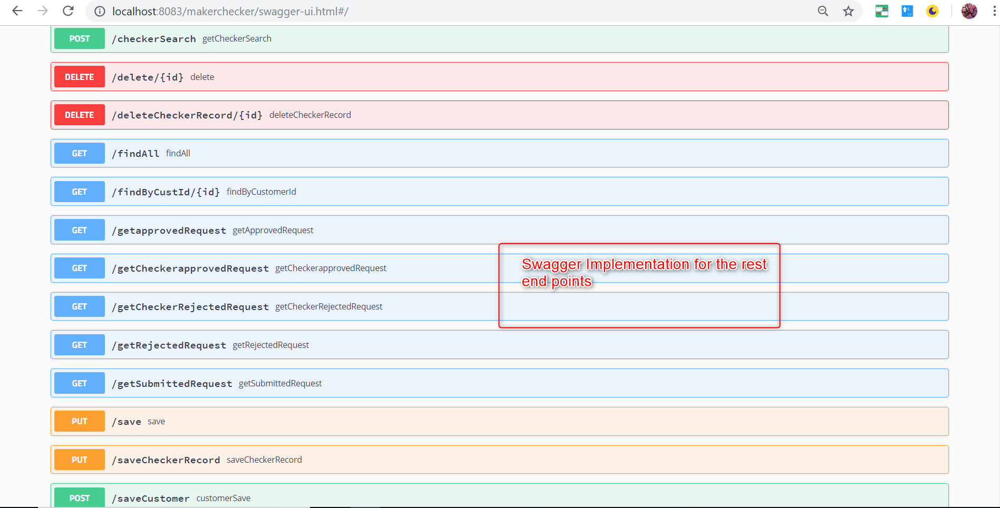 localhost:8083/makerchecker/swagger-ui.html#/
POST /checkerSearch getCheckerSearch
DELETE /delete/{id} delete
DELETE /deleteCheckerRecord/{id} deleteCheckerRecord
GET /findAll findAll
GET /findByCustId/{id} findByCustomerId
GET /getapprovedRequest getApprovedRequest
GET /getCheckerapprovedRequest getCheckerapprovedRequest
Swagger Implementation for the rest
end points
GET /getCheckerRejectedRequest getCheckerRejectedRequest
GET /getRejectedRequest getRejectedRequest
GET /getSubmittedRequest getSubmittedRequest
PUT /save save
PUT /saveCheckerRecord saveCheckerRecord
POST /saveCustomer customerSave